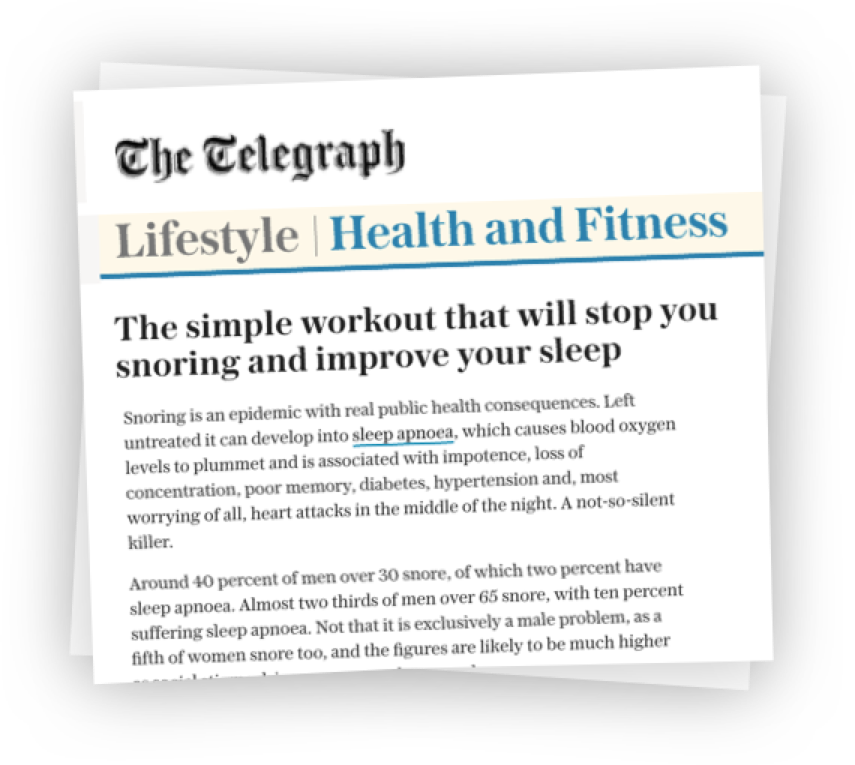 The Telegraph
Lifestyle | Health and Fitness
The simple workout that will stop you
snoring and improve your sleep
Snoring is an epidemic with real public health consequences. Left
untreated it can develop into sleep apnoea, which causes blood oxygen
levels to plummet and is associated with impotence, loss of
concentration, poor memory, diabetes, hypertension and, most
worrying of all, heart attacks in the middle of the night. A not-so-silent
killer.
Around 40 percent of men over 30 snore, of which two percent have
sleep apnoea. Almost two thirds of men over 65 snore, with ten percent
suffering sleep apnoea. Not that it is exclusively a male problem, as a
fifth of women snore too, and the figures are likely to be much higher